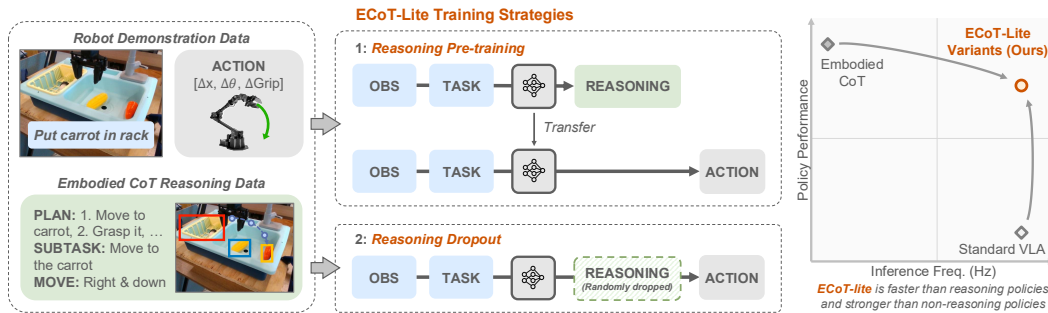 Robot Demonstration Data
Put carrot in rack
ACTION
[Δx, Δθ, ΔGrip]
Embodied CoT Reasoning Data
PLAN: 1. Move to
carrot, 2. Grasp it, …
SUBTASK: Move to
the carrot
MOVE: Right & down
ECoT-Lite Training Strategies
1: Reasoning Pre-training
OBS
TASK
REASONING
Transfer
OBS
TASK
ACTION
2: Reasoning Dropout
OBS
TASK
REASONING
(Randomly dropped)
ACTION
Policy Performance
ECoT-Lite
Variants (Ours)
Embodied
CoT
Standard VLA
Inference Freq. (Hz)
ECoT-lite is faster than reasoning policies
and stronger than non-reasoning policies